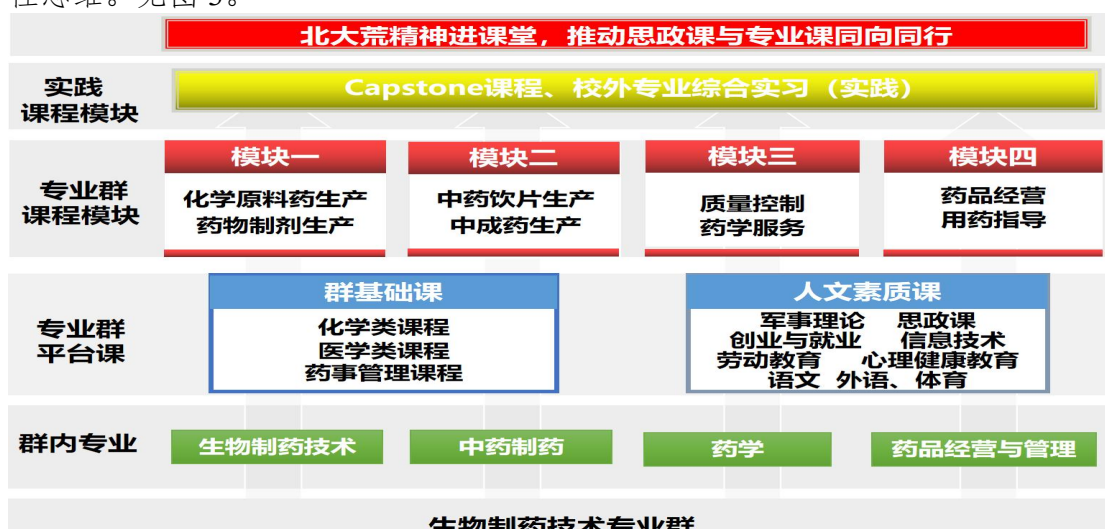 性思维。见图 3。
北大荒精神进课堂，推动思政课与专业课同向同行
实践
课程模块
Capstone课程、校外专业综合实习（实践）
专业群
课程模块
模块一
化学原料药生产
药物制剂生产
模块二
中药饮片生产
中成药生产
模块三
质量控制
药学服务
模块四
药品经营
用药指导
专业群
平台课
群基础课
化学类课程
医学类课程
药事管理课程
人文素质课
军事理论 思政课
创业与就业 信息技术
劳动教育 心理健康教育
语文 外语、体育
群内专业
生物制药技术
中药制药
药学
药品经营与管理
生物制药技术专业群